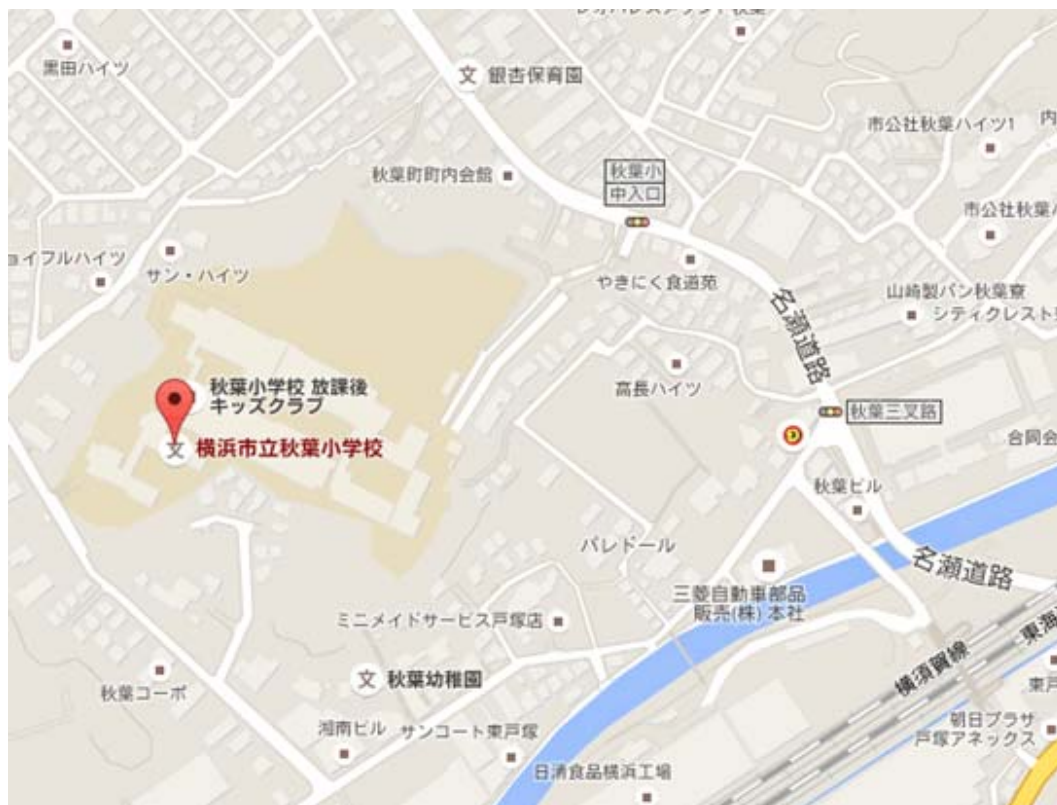 黒田ハイツ
文 銀杏保育園
市公社秋葉ハイツ1
内
秋葉町町内会館
秋葉小
中入口
市公社秋葉ハ
ョイフルハイツ
サン・ハイツ
やきにく食道苑
名瀬道路
山崎製パン秋葉寮
シティクレスト
高長ハイツ
秋葉小学校 放課後
キッズクラブ
秋葉三叉路
文 横浜市立秋葉小学校
合同会
秋葉ビル
パレドール
名瀬道路
三菱自動車部品
販売(株) 本社
ミニメイドサービス戸塚店
東海
横須賀線
文 秋葉幼稚園
秋葉コーポ
東戸
湘南ビル
サンコート東戸塚
朝日プラザ
戸塚アネックス
日清食品横浜工場